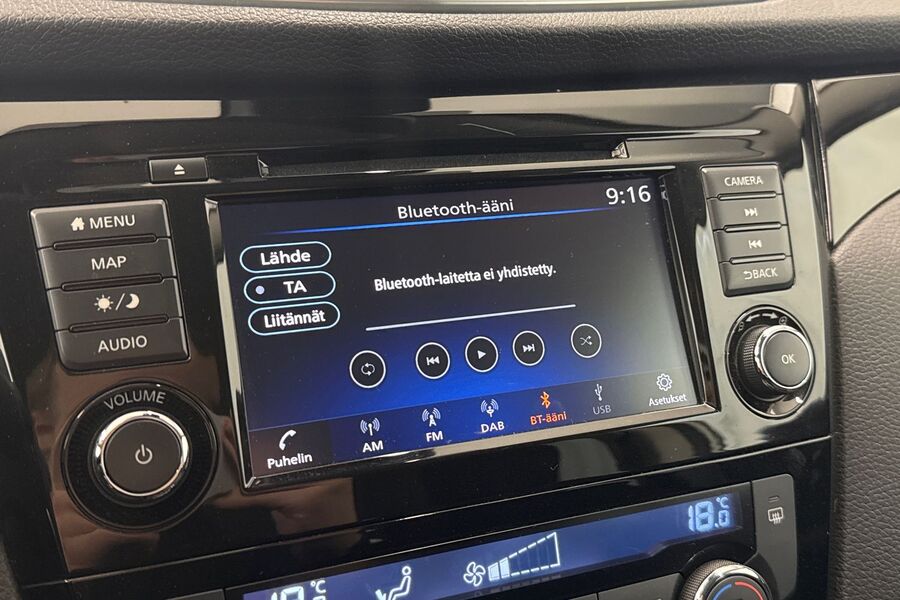 MENU
MAP
AUDIO
VOLUME
Bluetooth-ääni
9:16
Lähde
TA
Liitännät
Bluetooth-laitetta ei yhdistetty.
Puhelin
AM
FM
DAB
BT-ääni
USB
Asetukset
CAMERA
BACK
OK
°C
18.0 °C